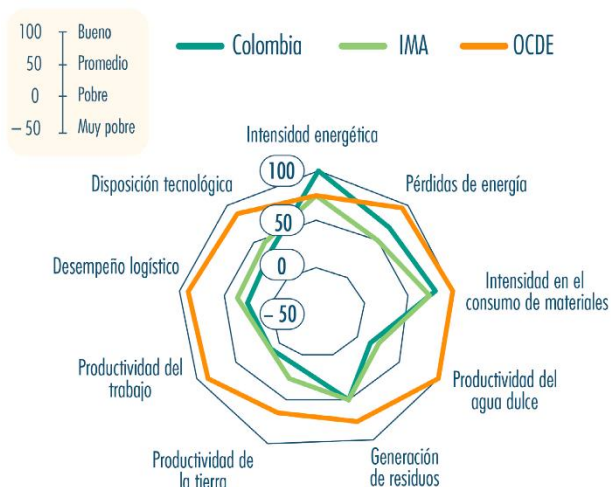 100 Bueno
50 Promedio
0 Pobre
– 50 Muy pobre
Colombia IMA OCDE
Intensidad energética
100
Disposición tecnológica
Pérdidas de energía
50
Desempeño logístico
0
Intensidad en el
consumo de materiales
– 50
Productividad del
trabajo
Productividad del
agua dulce
Productividad de
la tierra
Generación
de residuos